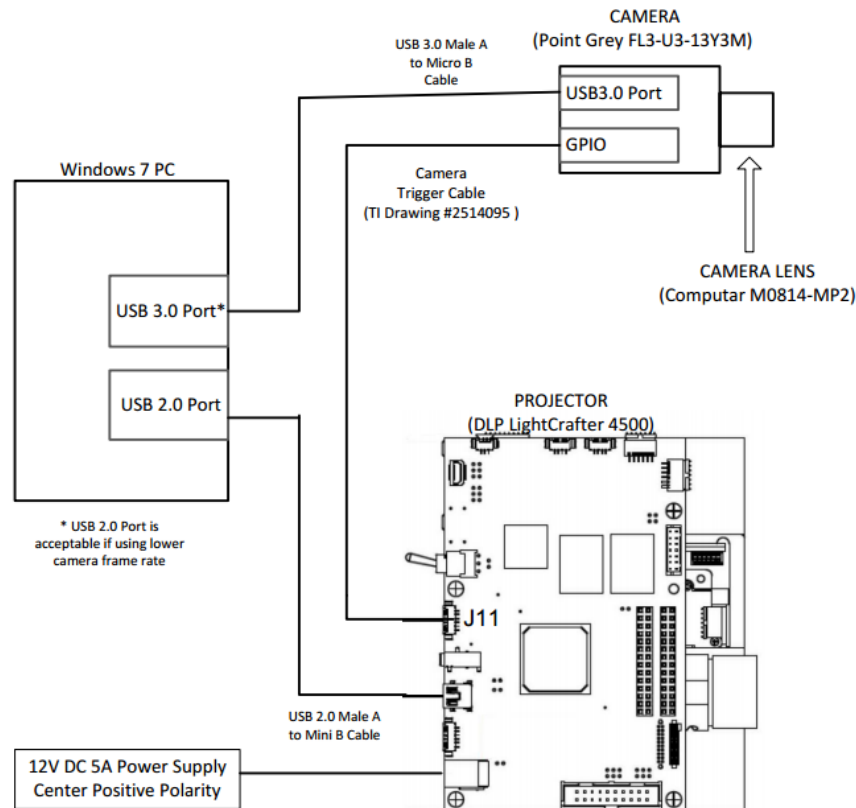 CAMERA
(Point Grey FL3-U3-13Y3M)
USB 3.0 Male A
to Micro B
Cable
USB3.0 Port
GPIO
Windows 7 PC
Camera
Trigger Cable
(TI Drawing #2514095 )
CAMERA LENS
(Computar M0814-MP2)
USB 3.0 Port*
USB 2.0 Port
PROJECTOR
(DLP LightCrafter 4500)
* USB 2.0 Port is
acceptable if using lower
camera frame rate
J11
USB 2.0 Male A
to Mini B Cable
12V DC 5A Power Supply
Center Positive Polarity